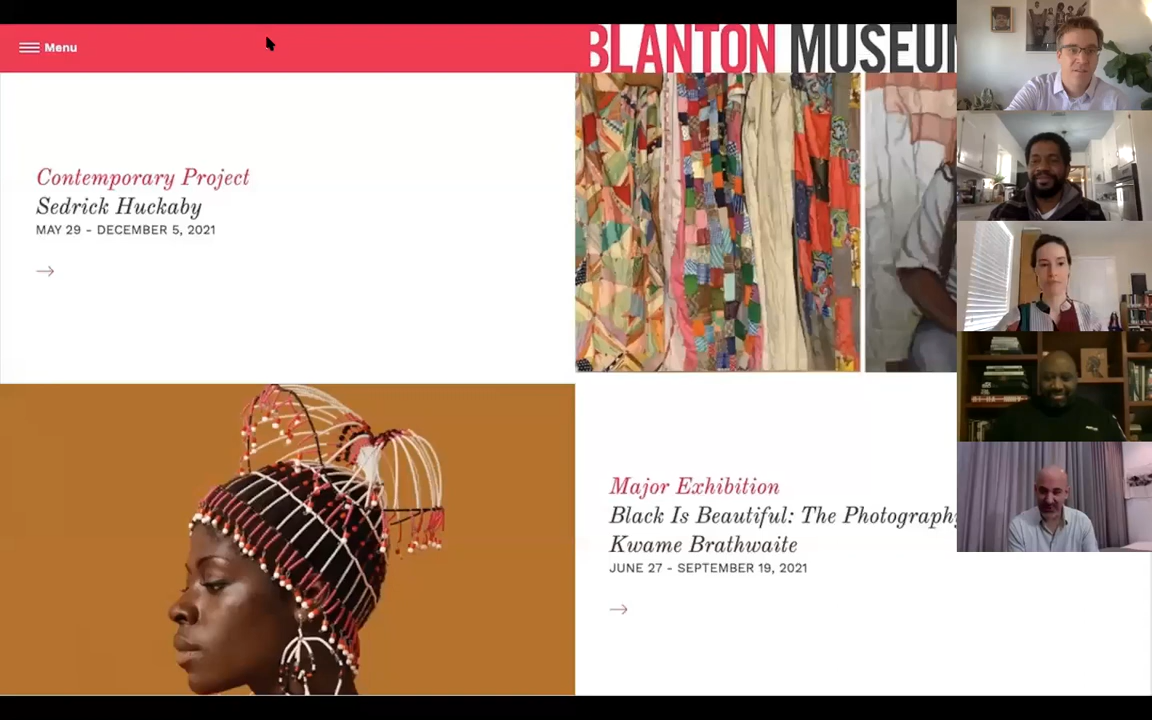 Menu
BLANTON MUSEUM
Contemporary Project
Sedrick Huckaby
MAY 29 - DECEMBER 5, 2021
Major Exhibition
Black Is Beautiful: The Photography
Kwame Brathwaite
JUNE 27 - SEPTEMBER 19, 2021